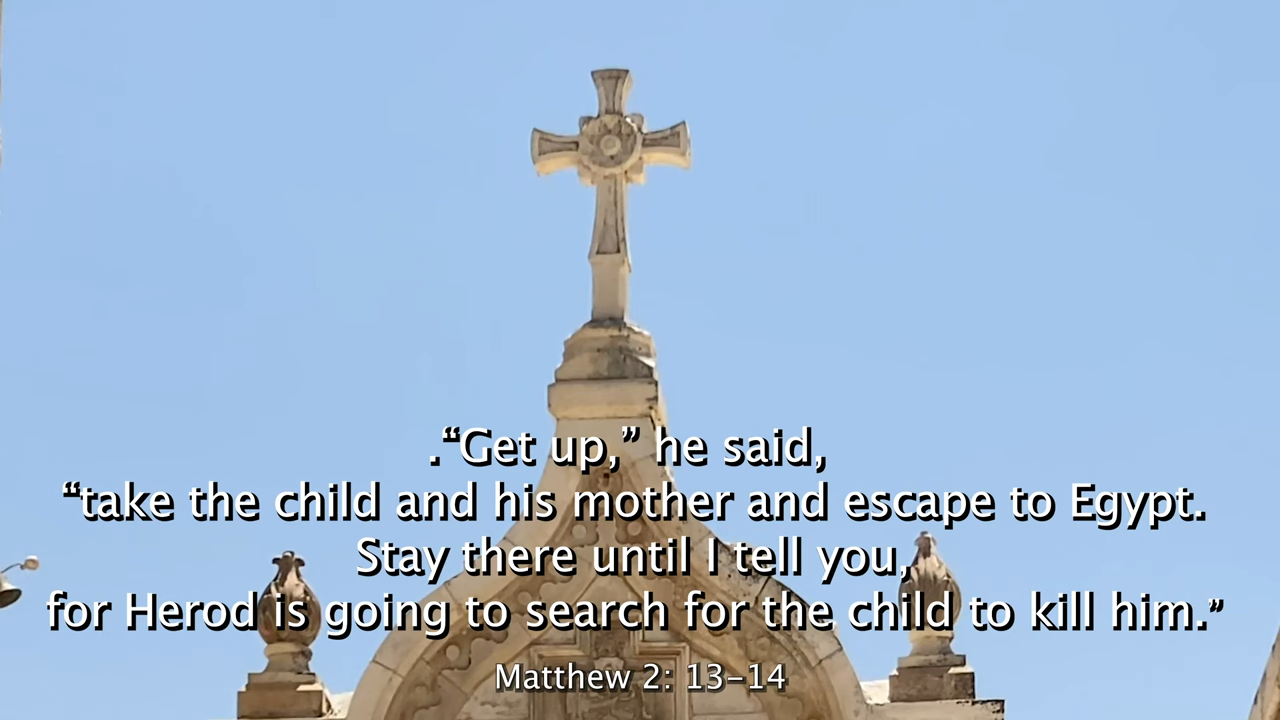 .“Get up,” he said,
“take the child and his mother and escape to Egypt.
Stay there until I tell you,
for Herod is going to search for the child to kill him.”
Matthew 2: 13-14